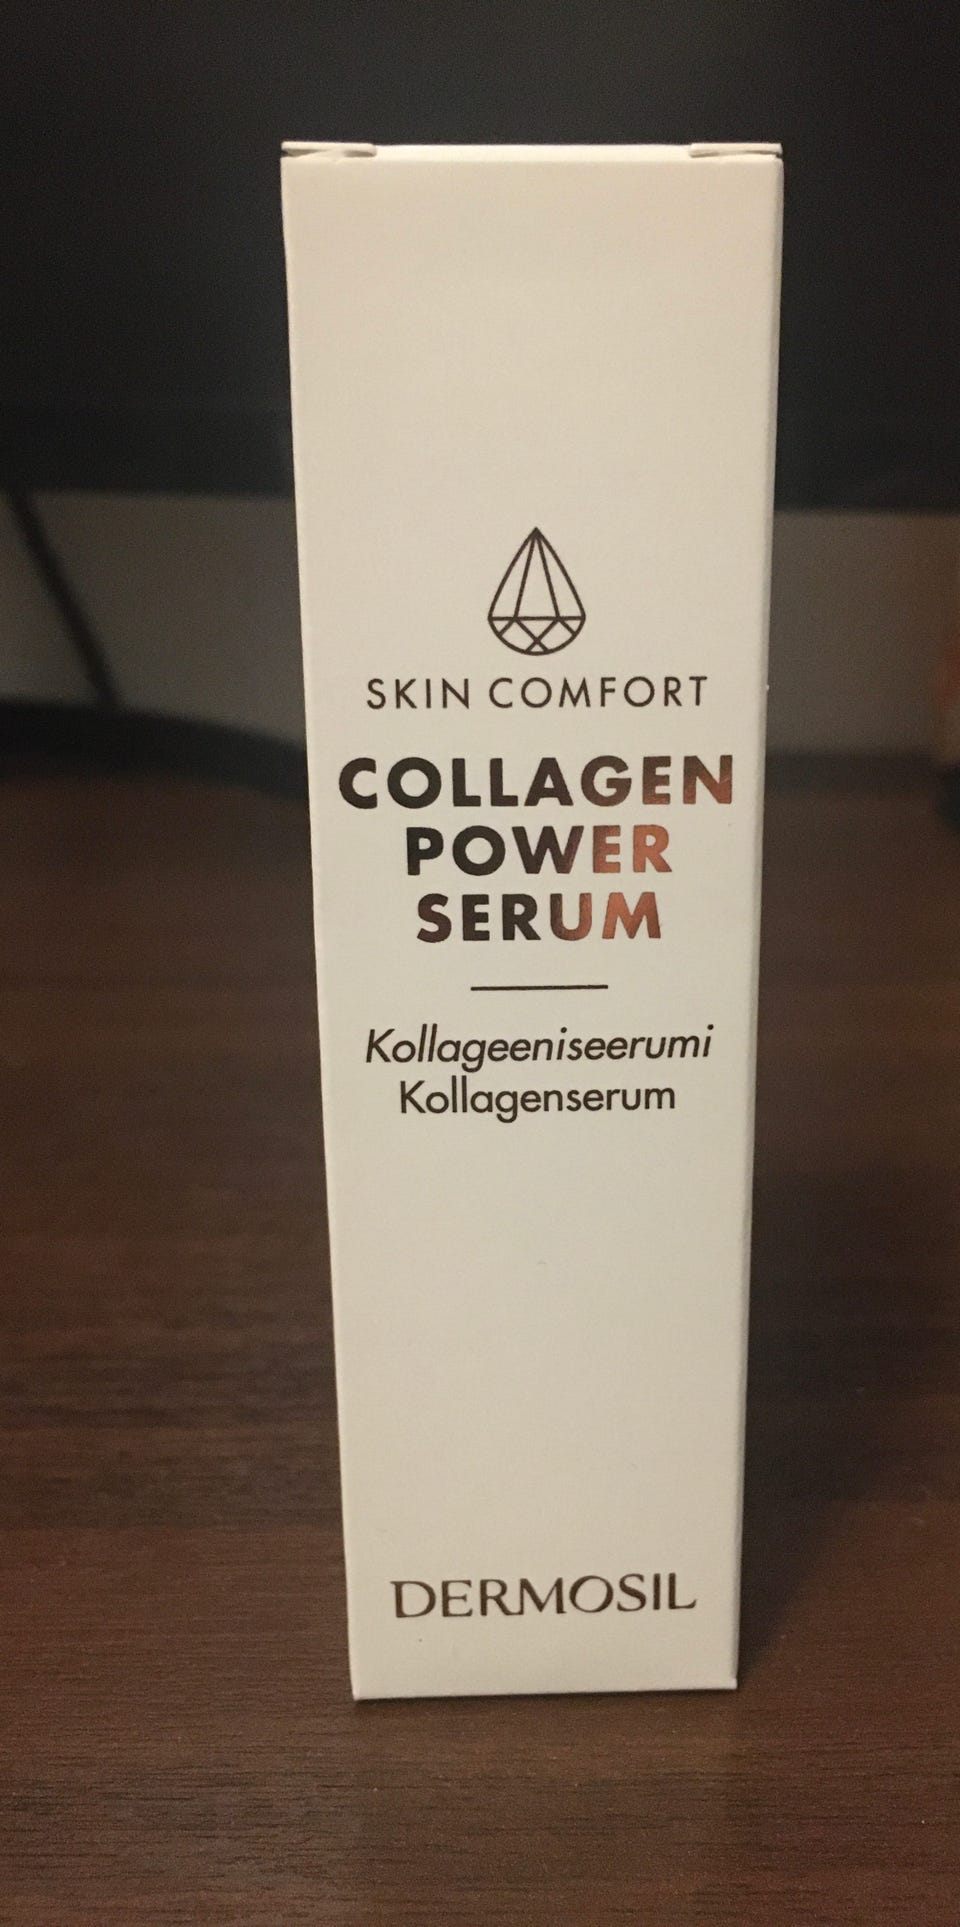 SKIN COMFORT
COLLAGEN
POWER
SERUM
Kollageeniseerumi
Kollagenserum
DERMOSIL